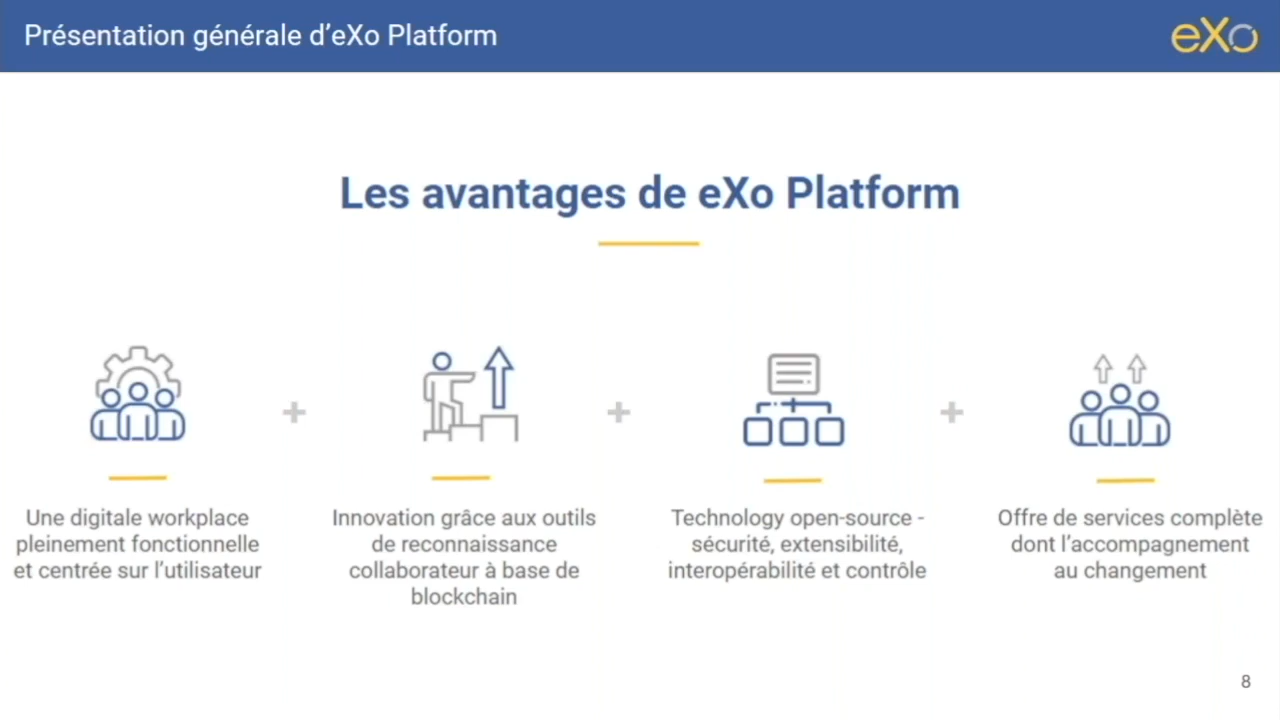 Présentation générale d'eXo Platform
eXo
Les avantages de eXo Platform
Une digitale workplace
pleinement fonctionnelle
et centrée sur l'utilisateur
Innovation grâce aux outils
de reconnaissance
collaborateur à base de
blockchain
Technology open-source -
sécurité, extensibilité,
interopérabilité et contrôle
Offre de services complète
dont l'accompagnement
au changement
8